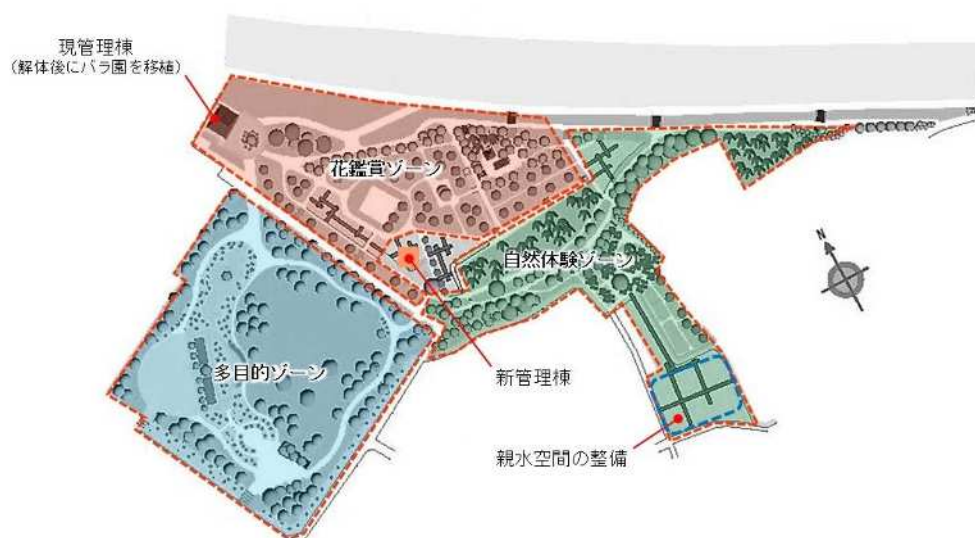 現管理棟
(解体後にバラ園を移植)
花鑑賞ゾーン
自然体験ゾーン
N
多目的ゾーン
新管理棟
親水空間の整備